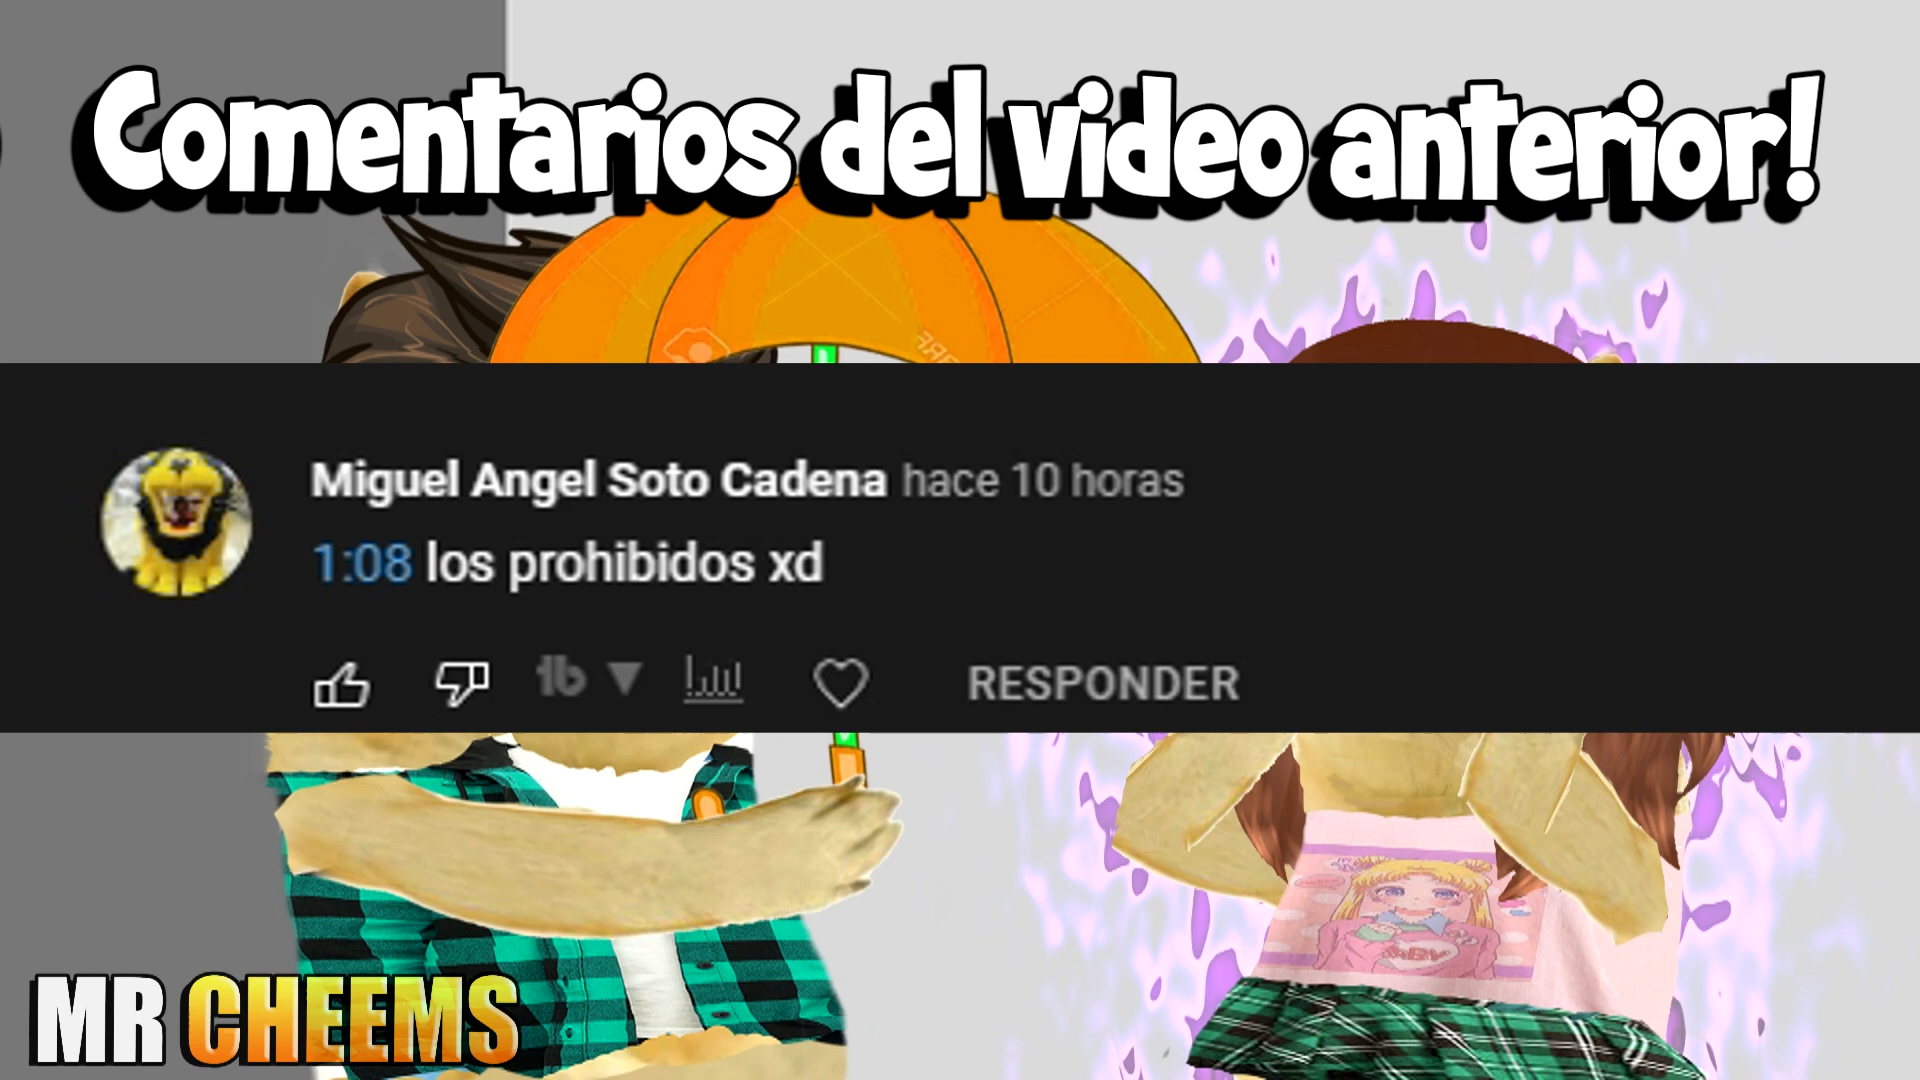 Comentarios del video anterior!
Miguel Angel Soto Cadena hace 10 horas
1:08 los prohibidos xd
RESPONDER
BABY
MR CHEEMS